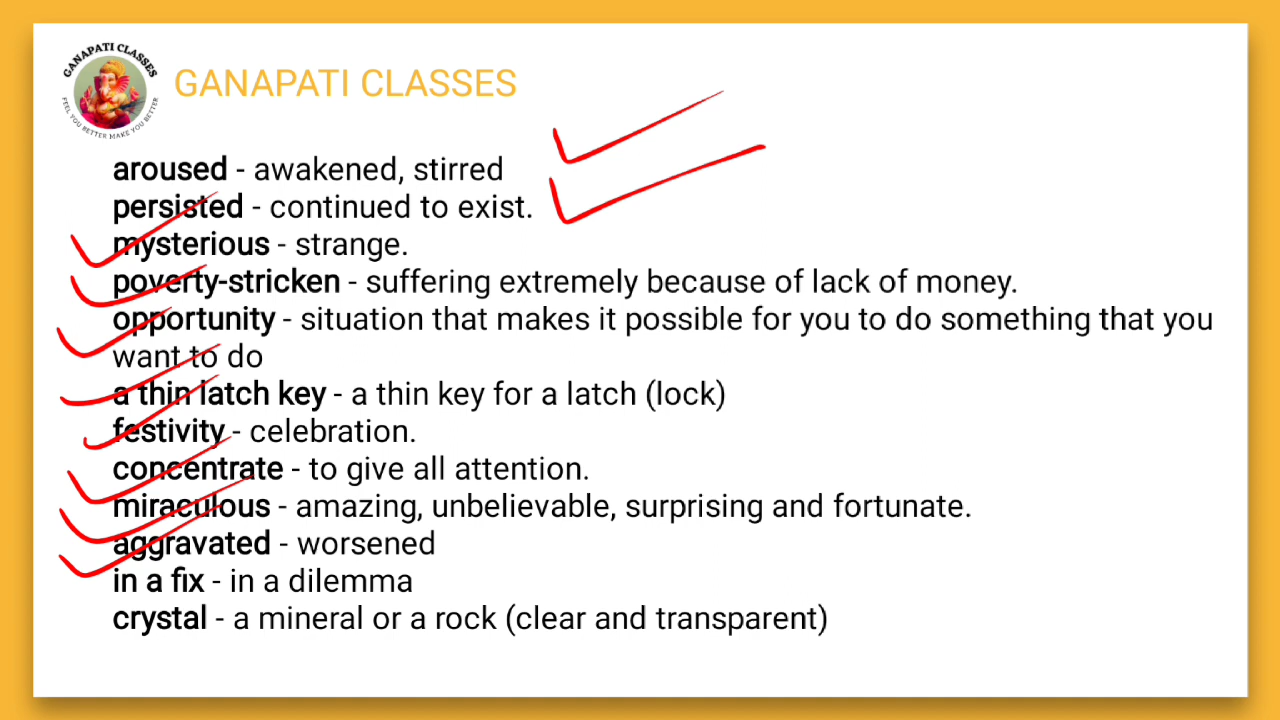 GANAPATI CLASSES
FEEL YOU BETTER MAKE YOU BETTER
GANAPATI CLASSES
aroused - awakened, stirred
persisted - continued to exist.
mysterious - strange.
poverty-stricken - suffering extremely because of lack of money.
opportunity - situation that makes it possible for you to do something that you
want to do
a thin latch key - a thin key for a latch (lock)
festivity - celebration.
concentrate - to give all attention.
miraculous - amazing, unbelievable, surprising and fortunate.
aggravated - worsened
in a fix - in a dilemma
crystal - a mineral or a rock (clear and transparent)